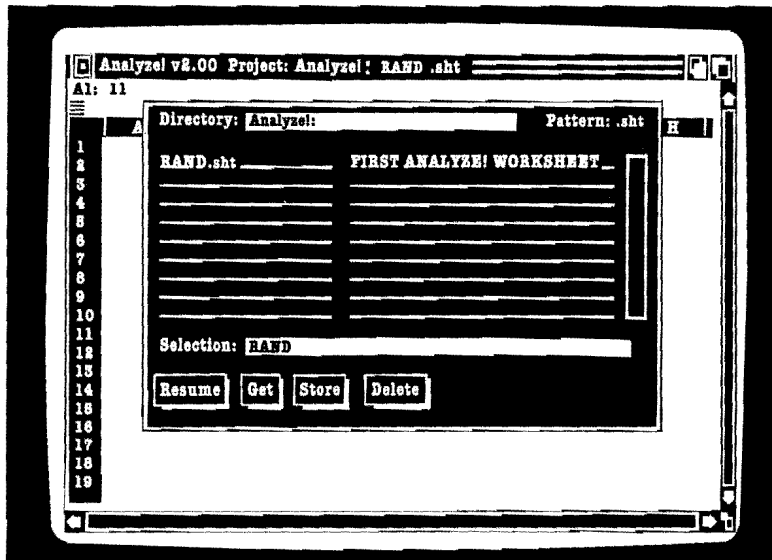 Analyze! v2.00 Project: Analyze!: RAND .sht
A1: 11
A H
Directory: Analyze!: Pattern: .sht
RAND.sht FIRST ANALYZE! WORKSHEET
Selection: RAND
Resume Get Store Delete
1
2
3
4
5
6
7
8
9
10
11
12
13
14
15
16
17
18
19